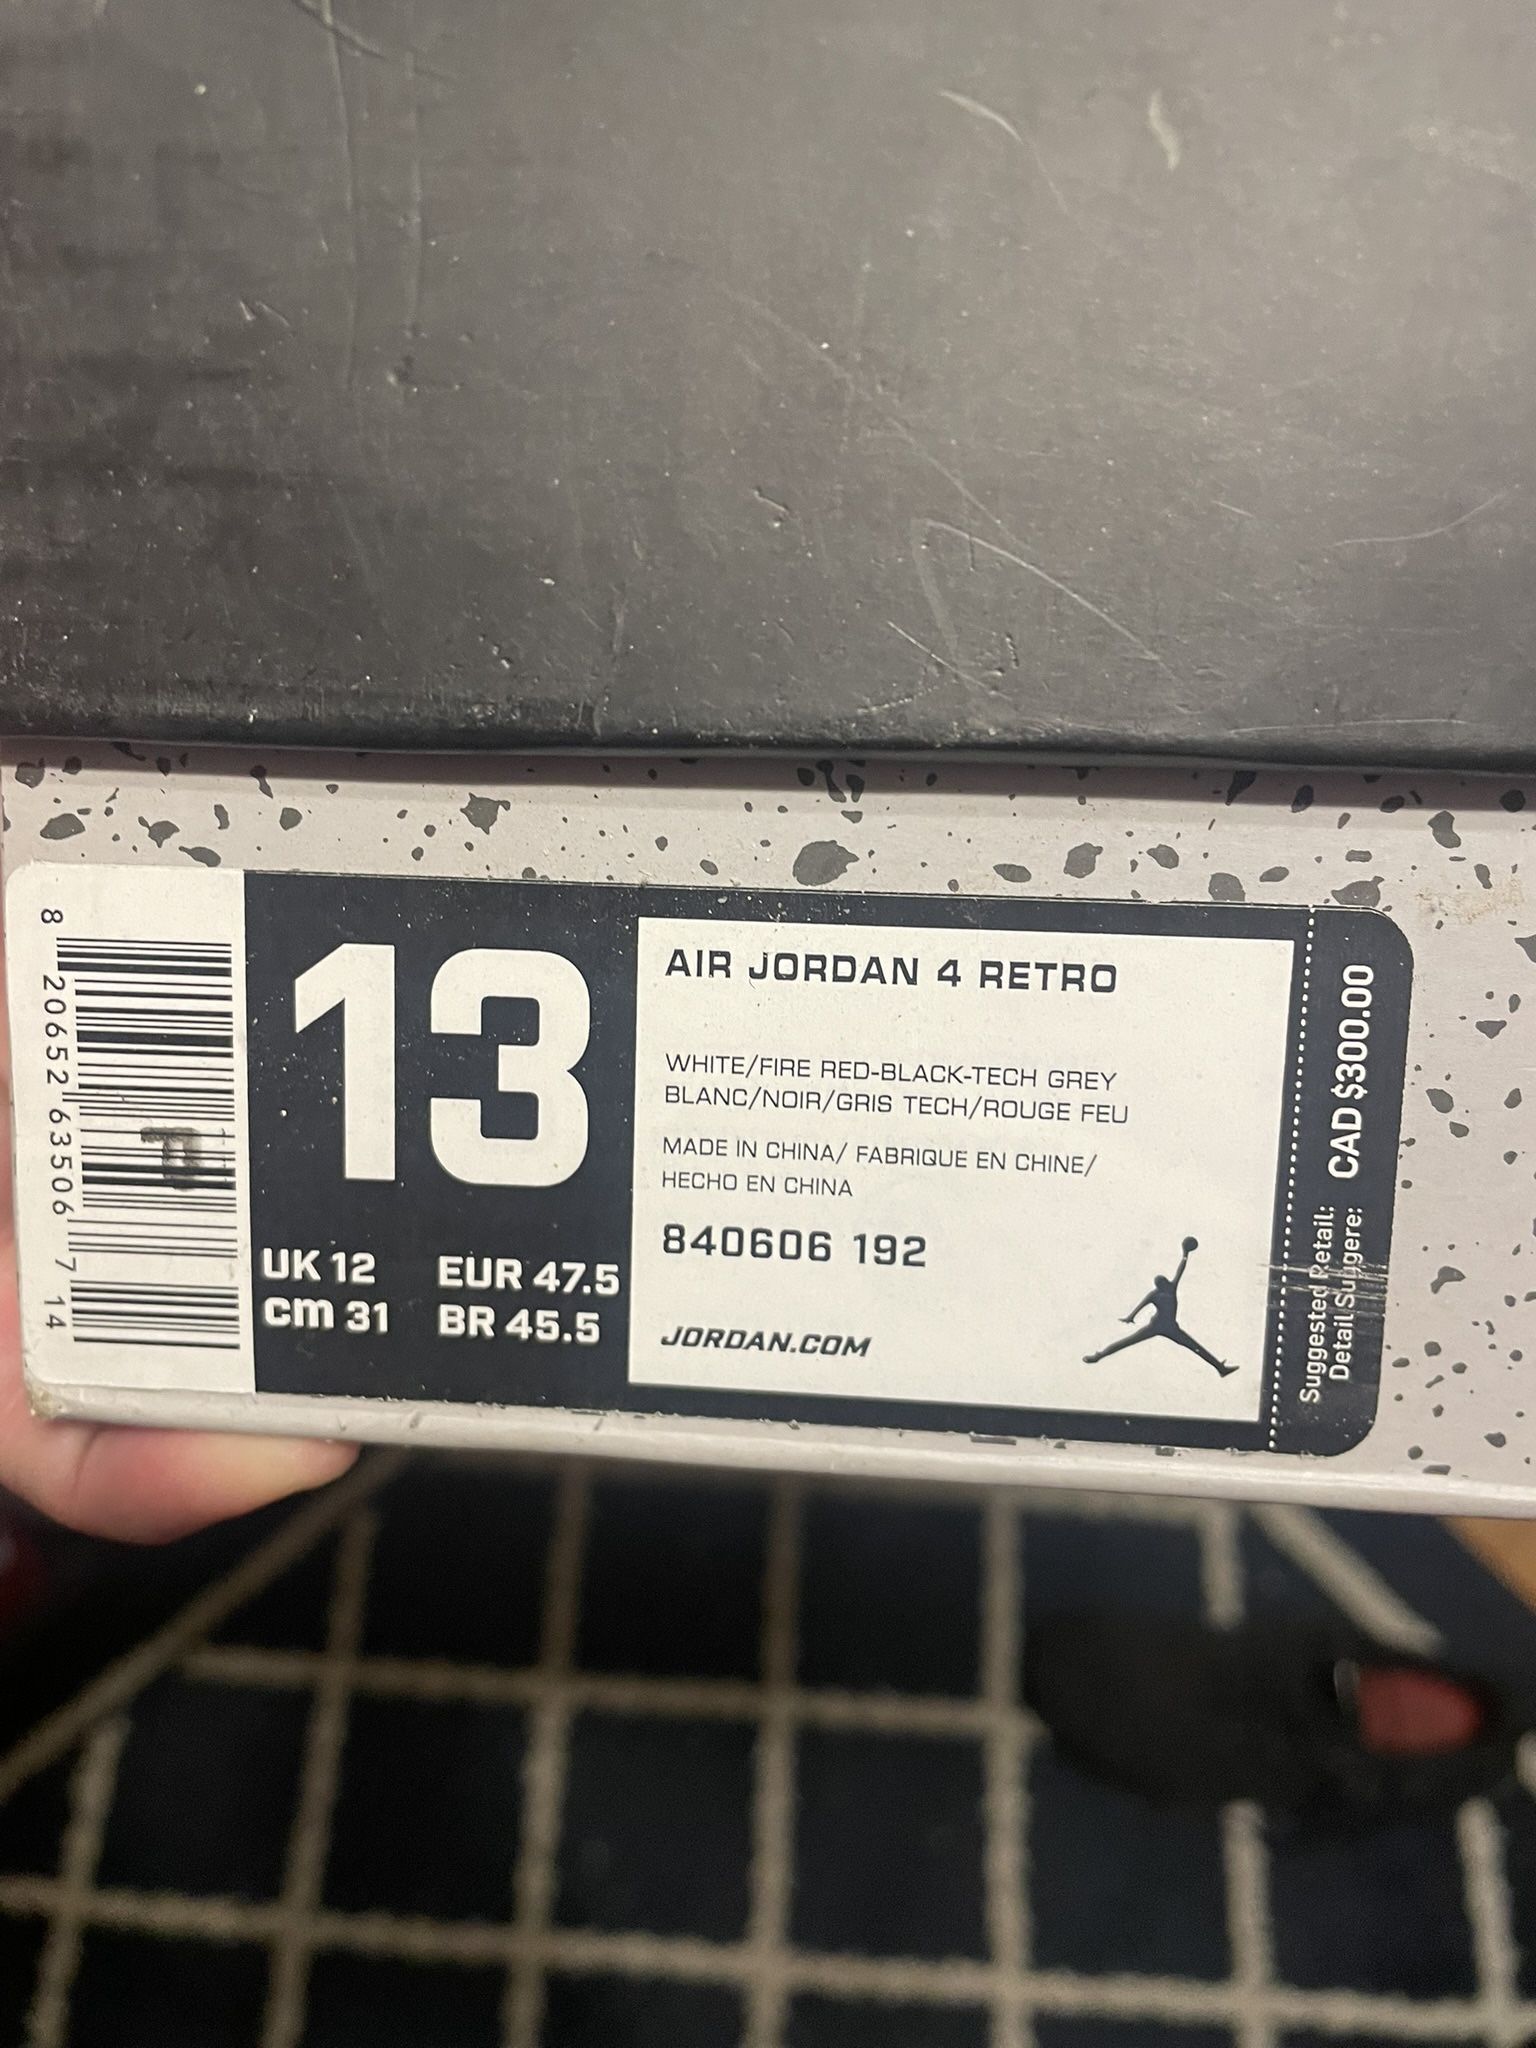 8 20652 63506 7 14
13
UK 12 EUR 47.5
cm 31 BR 45.5
AIR JORDAN 4 RETRO
WHITE/FIRE RED-BLACK-TECH GREY
BLANC/NOIR/GRIS TECH/ROUGE FEU
MADE IN CHINA/ FABRIQUE EN CHINE/
HECHO EN CHINA
840606 192
JORDAN.COM
Suggested Retail: CAD $300.00
Detail Suggere: